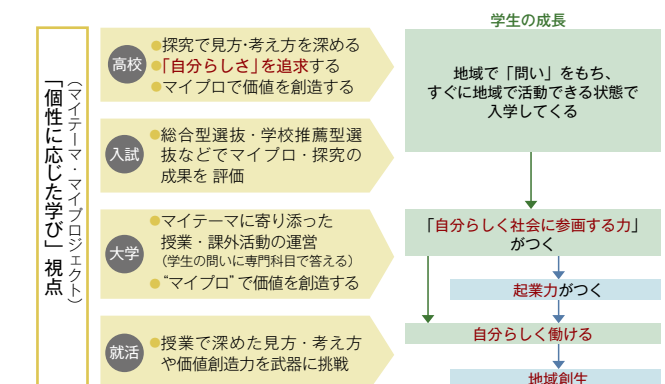 「個性に応じた学び」視点
（マイテーマ・マイプロジェクト）
高校
●探究で見方･考え方を深める
●「自分らしさ」を追求する
●マイプロで価値を創造する
入試
●総合型選抜・学校推薦型選
抜などでマイプロ・探究の
成果を 評価
大学
●マイテーマに寄り添った
授業・課外活動の運営
（学生の問いに専門科目で答える）
●“マイプロ”で価値を創造する
就活
●授業で深めた見方・考え方
や価値創造力を武器に挑戦
学生の成長
地域で「問い」をもち、
すぐに地域で活動できる状態で
入学してくる
「自分らしく社会に参画する力」
がつく
起業力がつく
自分らしく働ける
地域創生